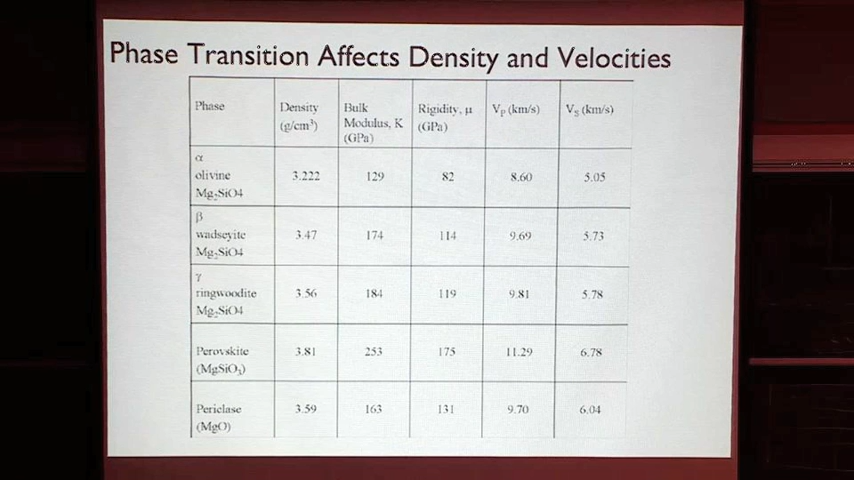 Phase Transition Affects Density and Velocities
Phase Density (g/cm³) Bulk Modulus, K (GPa) Rigidity, μ (GPa) Vp (km/s) Vs (km/s)
α olivine Mg₂SiO4 3.222 129 82 8.60 5.05
β wadseyite Mg₂SiO4 3.47 174 114 9.69 5.73
γ ringwoodite Mg₂SiO4 3.56 184 119 9.81 5.78
Perovskite (MgSiO₃) 3.81 253 175 11.29 6.78
Periclase (MgO) 3.59 163 131 9.70 6.04